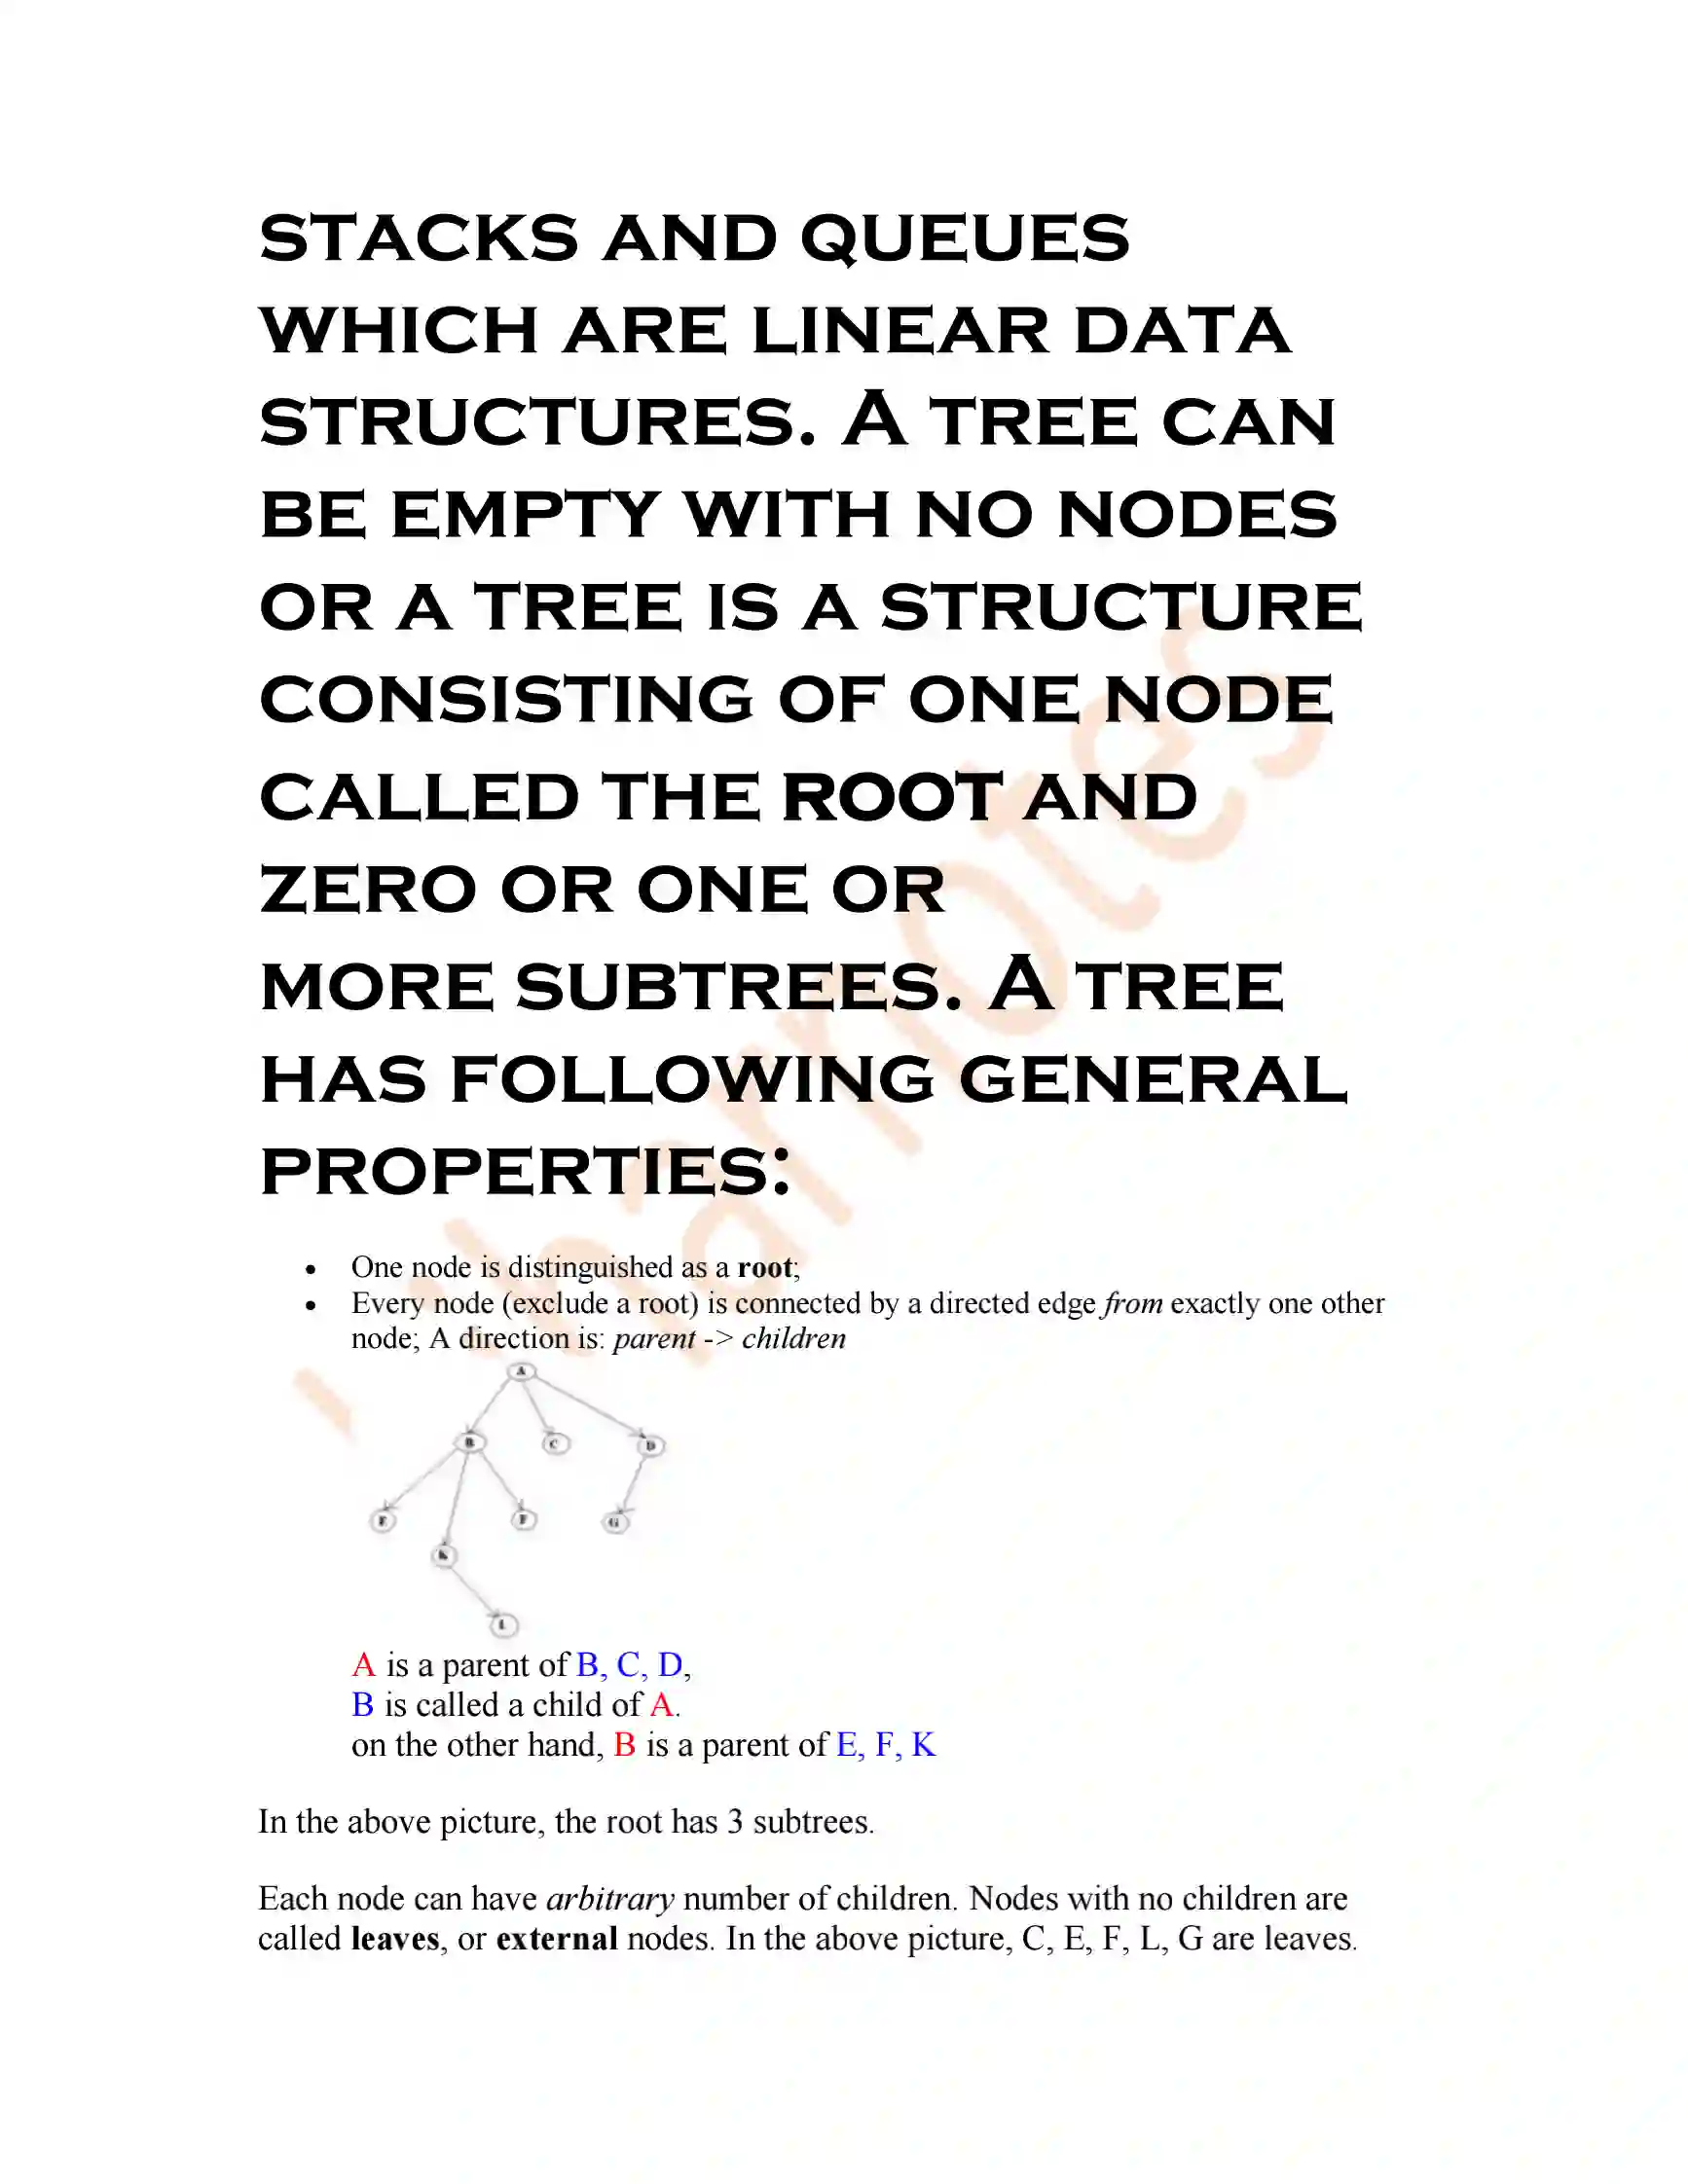 STACKS AND QUEUES
WHICH ARE LINEAR DATA
STRUCTURES. A TREE CAN
BE EMPTY WITH NO NODES
OR A TREE IS A STRUCTURE
CONSISTING OF ONE NODE
CALLED THE ROOT AND
ZERO OR ONE OR
MORE SUBTREES. A TREE
HAS FOLLOWING GENERAL
PROPERTIES:
• One node is distinguished as a root;
• Every node (exclude a root) is connected by a directed edge from exactly one other
node; A direction is: parent -> children
A
B C D
E F G
K
L
A is a parent of B, C, D,
B is called a child of A.
on the other hand, B is a parent of E, F, K
In the above picture, the root has 3 subtrees.
Each node can have arbitrary number of children. Nodes with no children are
called leaves, or external nodes. In the above picture, C, E, F, L, G are leaves.